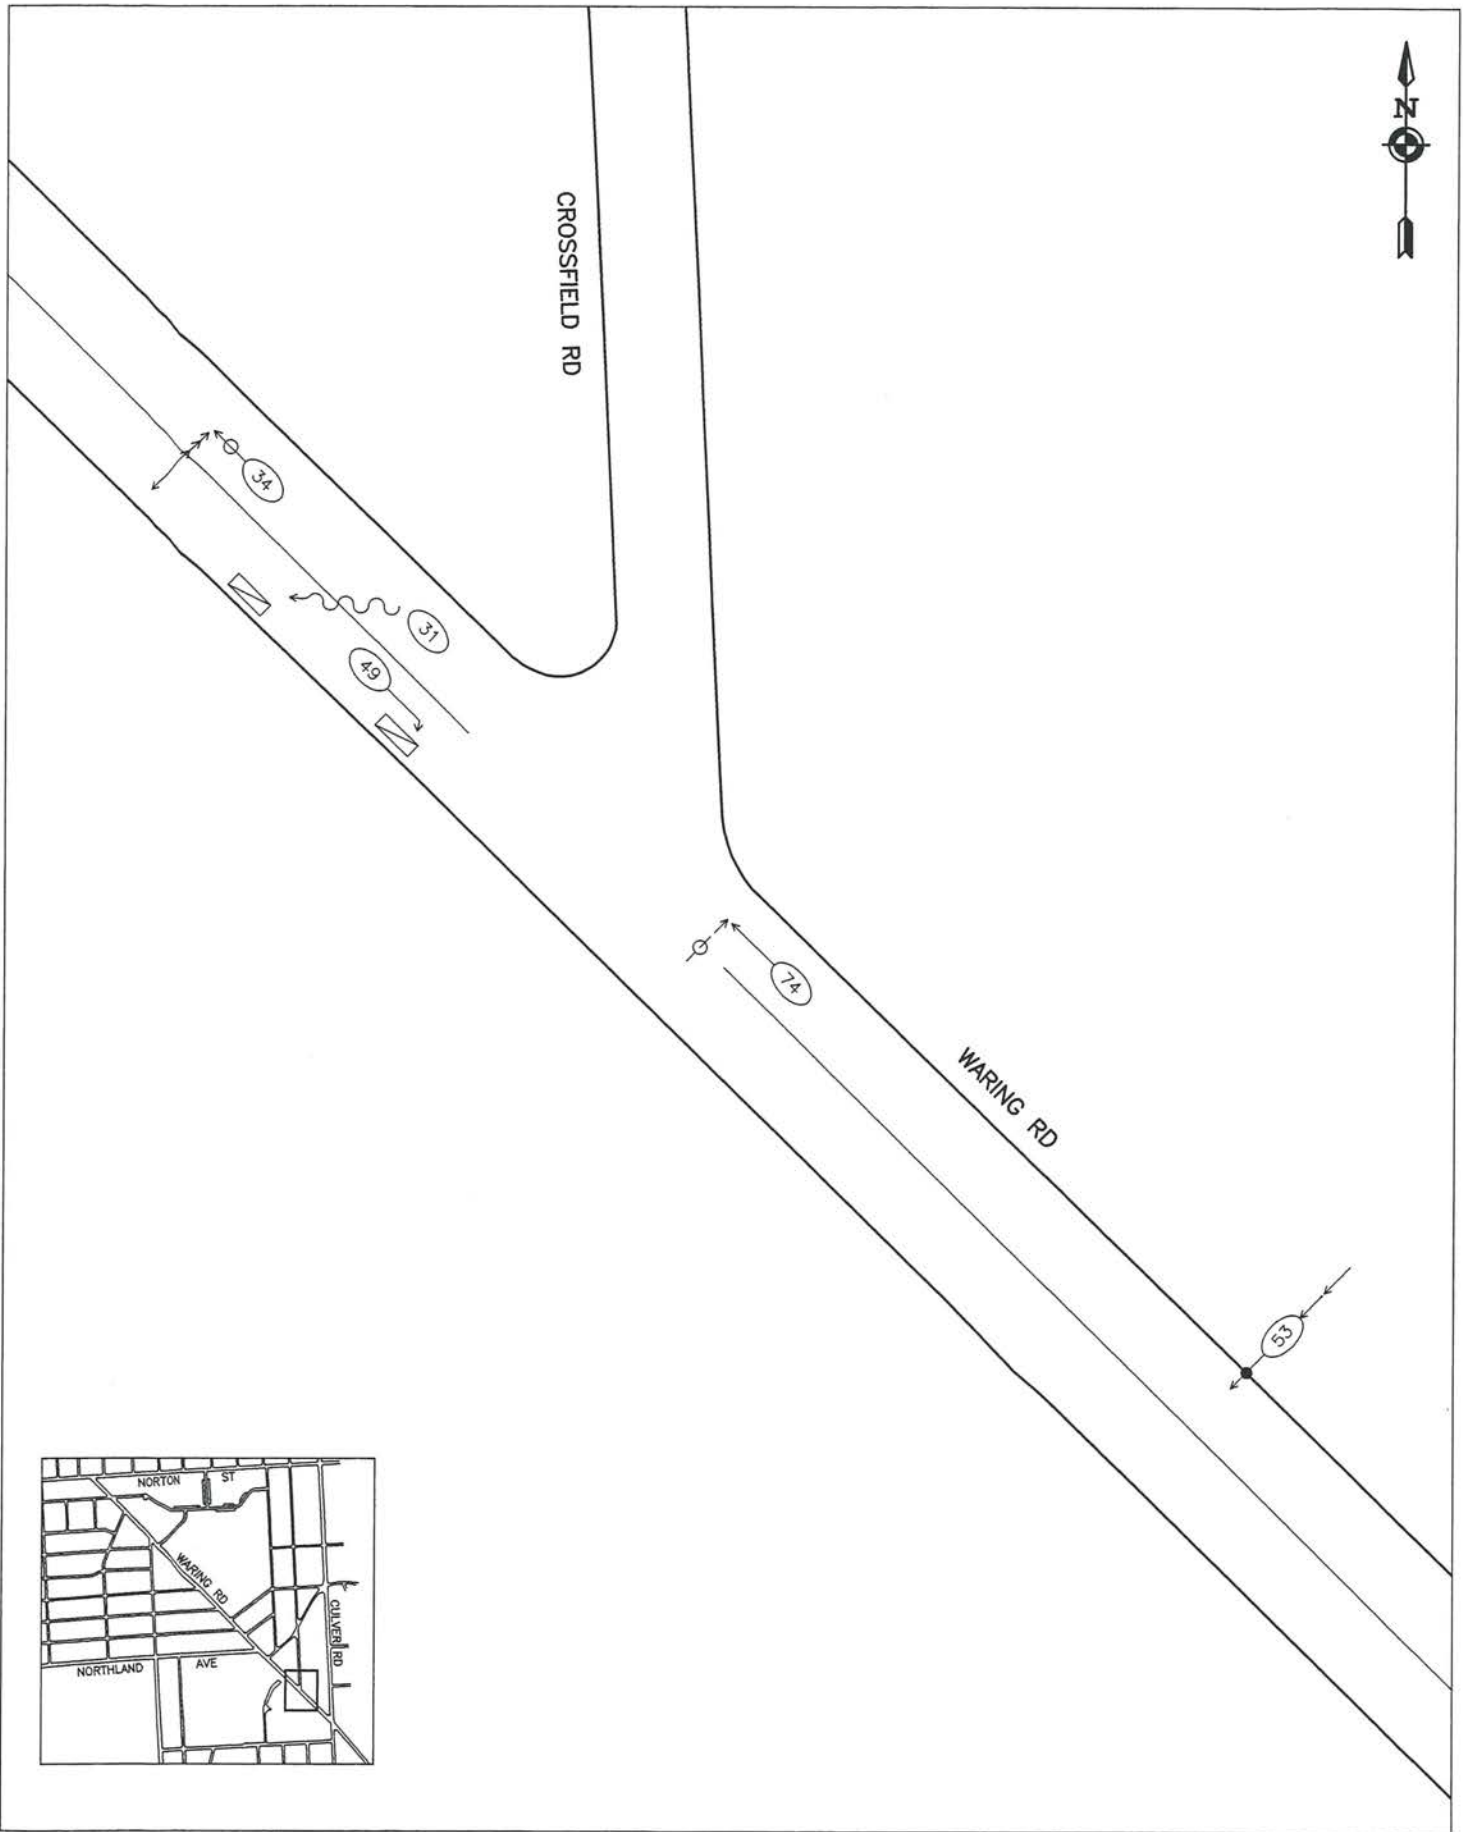 N
CROSSFIELD RD
34
31
49
74
WARING RD
53
NORTON ST
WARING RD
CULVER RD
NORTHLAND AVE